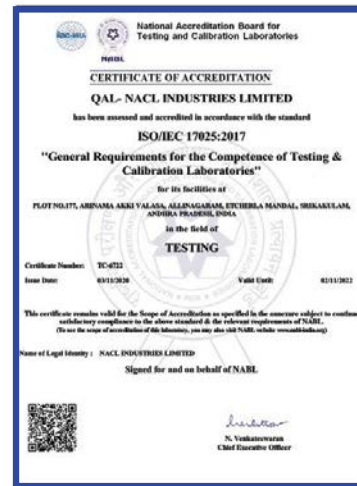 National Accreditation Board for
Testing and Calibration Laboratories
NABL
CERTIFICATE OF ACCREDITATION
QAL- NACL INDUSTRIES LIMITED
has been assessed and accredited in accordance with the standard
ISO/IEC 17025:2017
"General Requirements for the Competence of Testing &
Calibration Laboratories"
for its facilities at
PLOT NO.177, ARINAMA AKKI VALASA, ALLINAGARAM, ETCHERLA MANDAL, SRIKAKULAM,
ANDHRA PRADESH, INDIA
in the field of
TESTING
Certificate Number: TC-6722
Issue Date: 03/11/2020 Valid Until: 02/11/2022
This certificate remains valid for the Scope of Accreditation as specified in the annexure subject to continued
satisfactory compliance to the above standard & the relevant requirements of NABL.
(To see the scope of accreditation of this laboratory, you may also visit NABL website www.nabl-india.org)
Name of Legal Identity : NACL INDUSTRIES LIMITED
Signed for and on behalf of NABL
N. Venkateswaran
Chief Executive Officer